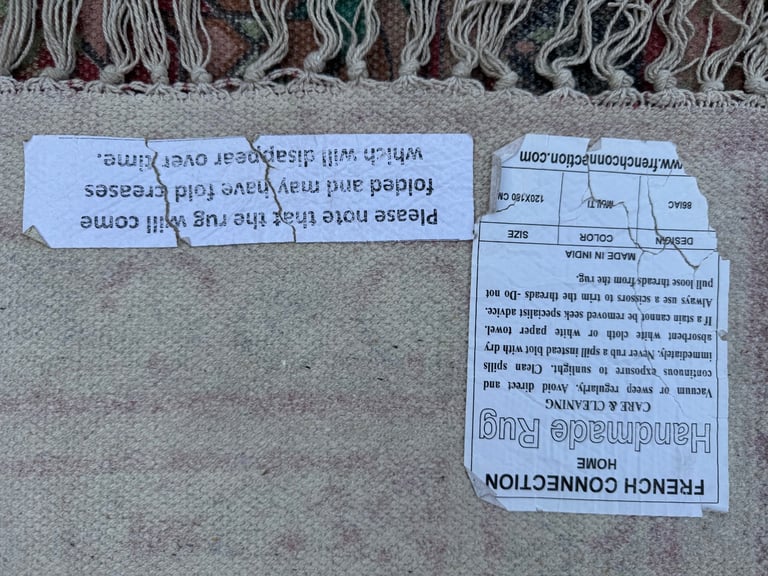 FRENCH CONNECTION
HOME
Handmade Rug
CARE & CLEANING
Vacuum or sweep regularly. Avoid direct and
continuous exposure to sunlight. Clean spills
immediately. Never rub a spill instead blot with dry
absorbent white cloth or white paper towel.
If a stain cannot be removed seek specialist advice.
Always use a scissors to trim the threads -Do not
pull loose threads from the rug.
MADE IN INDIA
DESIGN COLOR SIZE
86IAC MULTI 120X180 CM
ww.frenchconnection.com
Please note that the rug will come
folded and may have fold creases
which will disappear over time.